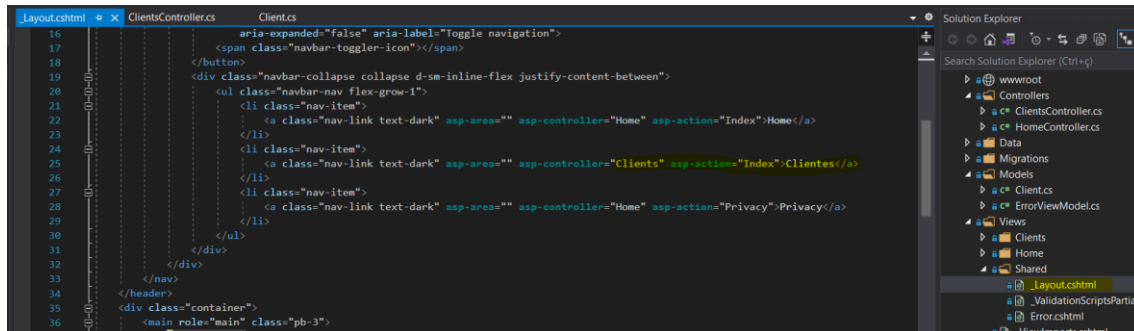 _Layout.cshtml ClientsController.cs Client.cs
16 aria-expanded="false" aria-label="Toggle navigation">
17 <span class="navbar-toggler-icon"></span>
18 </button>
19 <div class="navbar-collapse collapse d-sm-inline-flex justify-content-between">
20 <ul class="navbar-nav flex-grow-1">
21 <li class="nav-item">
22 <a class="nav-link text-dark" asp-area="" asp-controller="Home" asp-action="Index">Home</a>
23 </li>
24 <li class="nav-item">
25 <a class="nav-link text-dark" asp-area="" asp-controller="Clients" asp-action="Index">Clientes</a>
26 </li>
27 <li class="nav-item">
28 <a class="nav-link text-dark" asp-area="" asp-controller="Home" asp-action="Privacy">Privacy</a>
29 </li>
30 </ul>
31 </div>
32 </div>
33 </nav>
34 </header>
35 <div class="container">
36 <main role="main" class="pb-3">
Solution Explorer
Search Solution Explorer (Ctrl+ç)
wwwroot
Controllers
C# ClientsController.cs
C# HomeController.cs
Data
Migrations
Models
C# Client.cs
C# ErrorViewModel.cs
Views
Clients
Home
Shared
_Layout.cshtml
_ValidationScriptsPartia
Error.cshtml
_ViewImports.cshtml